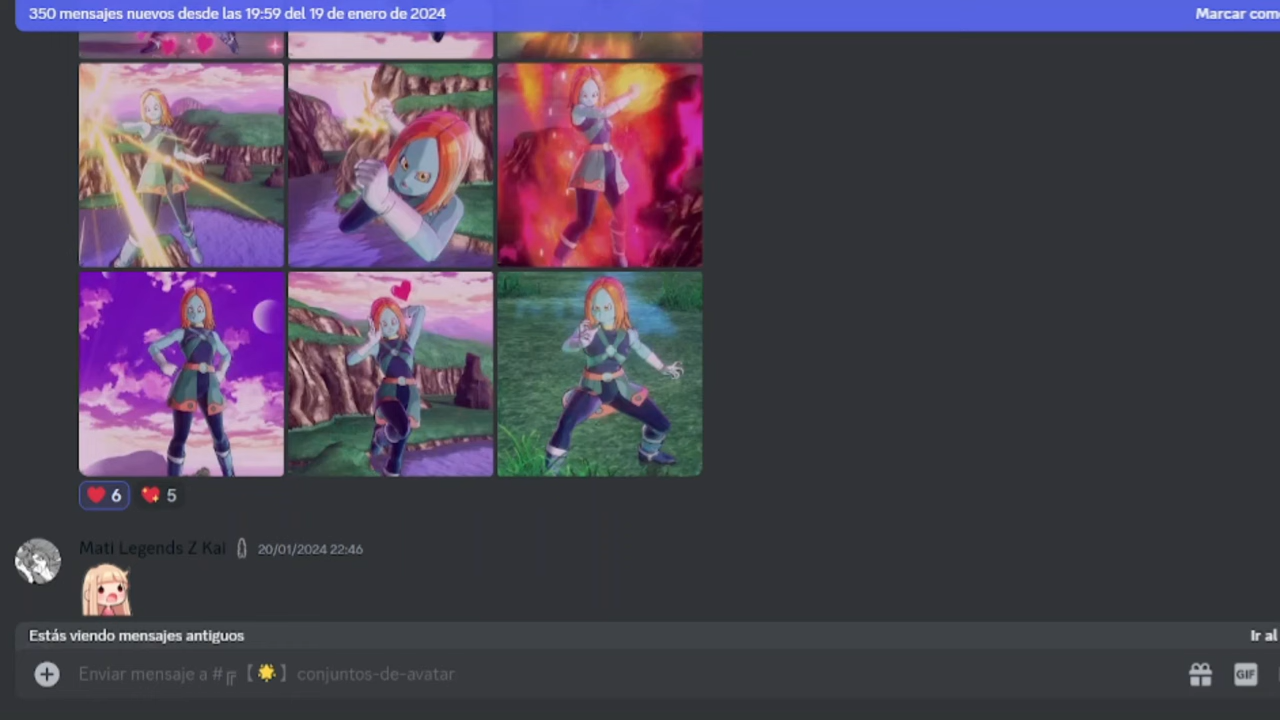 350 mensajes nuevos desde las 19:59 del 19 de enero de 2024
Marcar com
6
5
Mati Legends Z Kai 20/01/2024 22:46
Estás viendo mensajes antiguos
Ir al
Enviar mensaje a #╔【🌟】conjuntos-de-avatar
GIF